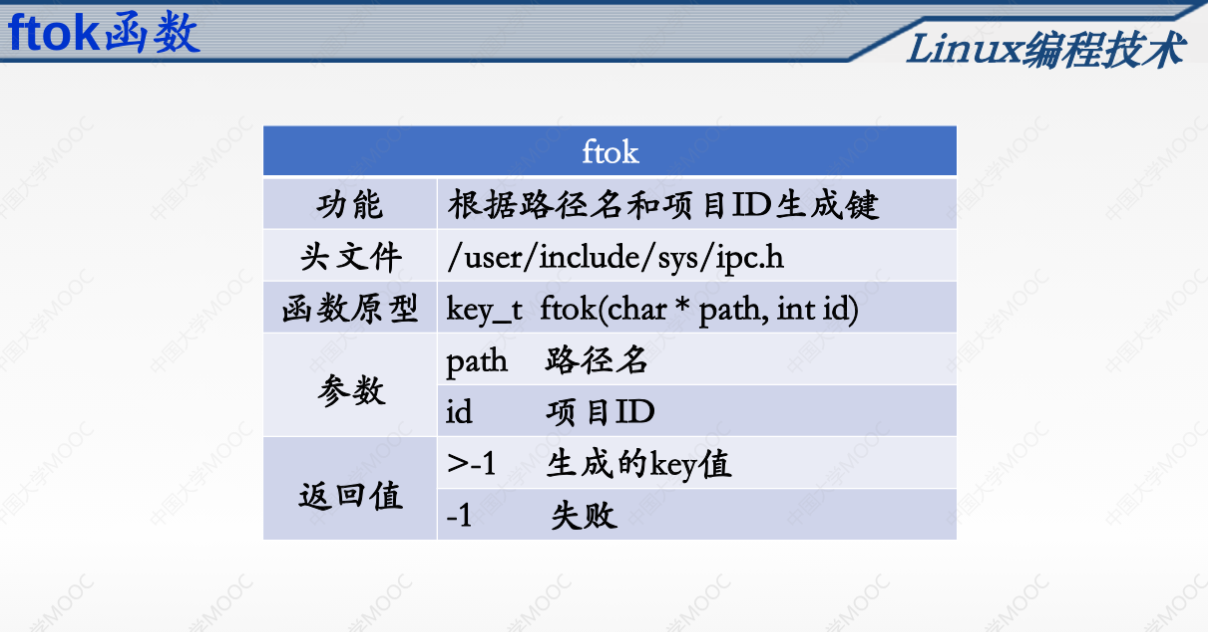 ftok函数
Linux编程技术
ftok
功能 根据路径名和项目ID生成键
头文件 /user/include/sys/ipc.h
函数原型 key_t ftok(char * path, int id)
参数
path 路径名
id 项目ID
返回值
>-1 生成的key值
-1 失败
中国大学MOOC